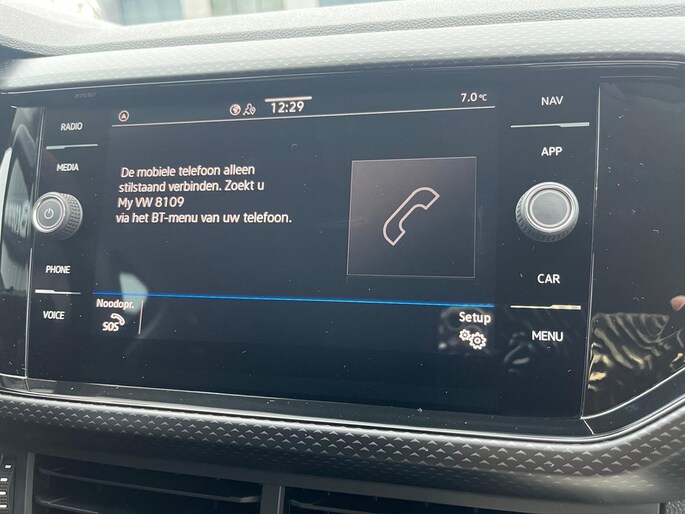 12:29
7.0°C
RADIO
MEDIA
PHONE
VOICE
De mobiele telefoon alleen
stilstaand verbinden. Zoekt u
My VW 8109
via het BT-menu van uw telefoon.
Noodopr.
SOS
Setup
NAV
APP
CAR
MENU